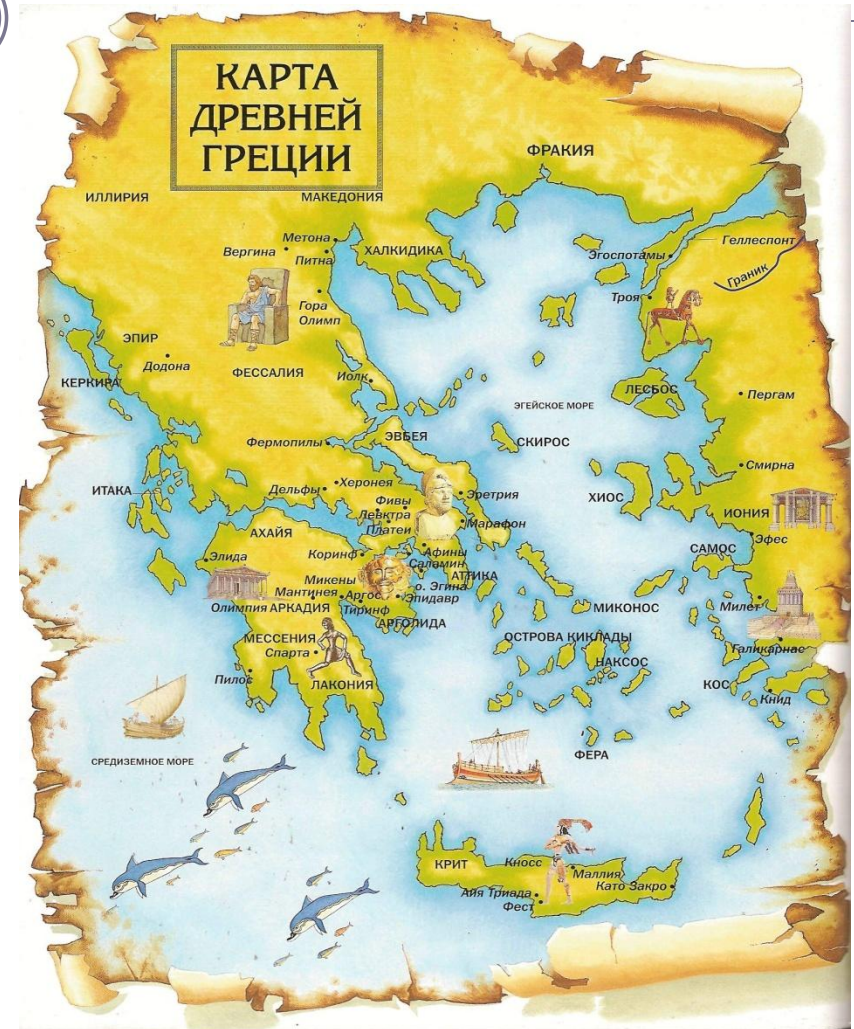 КАРТА
ДРЕВНЕЙ
ГРЕЦИИ
ФРАКИЯ
ИЛЛИРИЯ
МАКЕДОНИЯ
Метона
Вергина
Питна
ХАЛКИДИКА
Геллеспонт
Эгоспотамы
Граник
Троя
Гора
Олимп
ЭПИР
Додона
ФЕССАЛИЯ
Иолк
КЕРКИРА
ЛЕСБОС
Пергам
ЭГЕЙСКОЕ МОРЕ
Фермопилы
ЭВБЕЯ
СКИРОС
Смирна
ИТАКА
Дельфы
Херонея
Фивы
Левктра
Платеи
Эретрия
Марафон
ХИОС
ИОНИЯ
Эфес
АХАЙЯ
Элида
Коринф
Афины
Саламин
АТТИКА
САМОС
Микены
Мантинея
Аргос
о. Эгина
Эпидавр
Олимпия
АРКАДИЯ
Тиринф
АРГОЛИДА
МИКОНОС
Милет
МЕССЕНИЯ
Спарта
ОСТРОВА КИКЛАДЫ
НАКСОС
Галикарнас
Пилос
ЛАКОНИЯ
КОС
Книд
СРЕДИЗЕМНОЕ МОРЕ
ФЕРА
КРИТ
Кносс
Маллия
Като Закро
Айя Триада
Фест